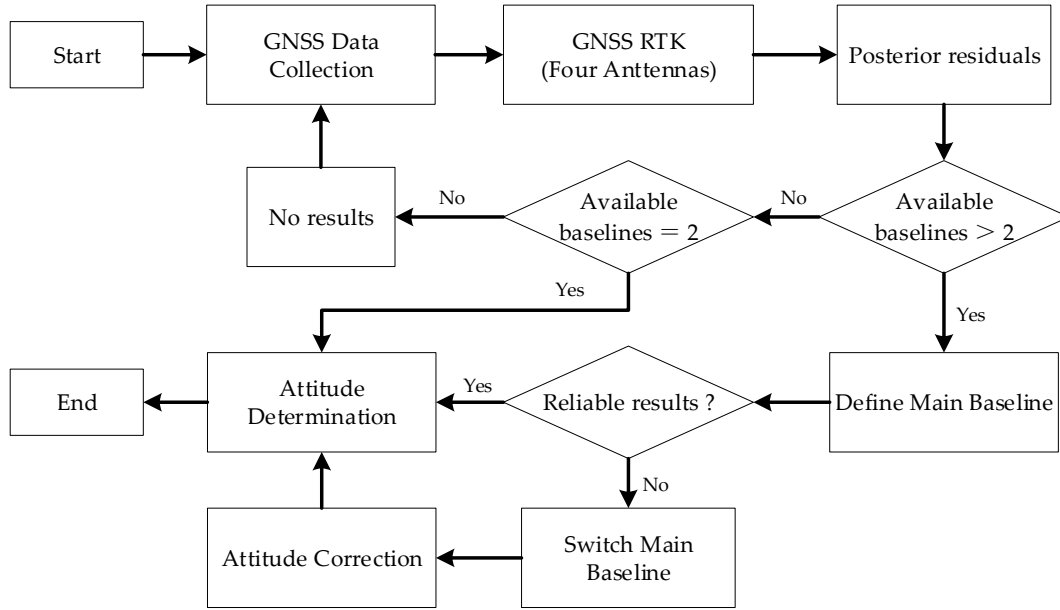 Start
GNSS Data
Collection
GNSS RTK
(Four Anttennas)
Posterior residuals
No results
No
Available
baselines = 2
No
Available
baselines > 2
Yes
Yes
End
Attitude
Determination
Yes
Reliable results ?
Define Main Baseline
No
Attitude Correction
Switch Main
Baseline